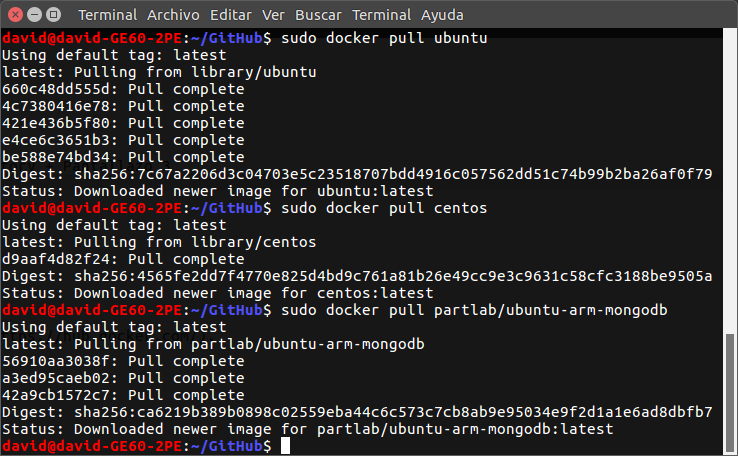 Terminal Archivo Editar Ver Buscar Terminal Ayuda
david@david-GE60-2PE:~/GitHub$ sudo docker pull ubuntu
Using default tag: latest
latest: Pulling from library/ubuntu
660c48dd555d: Pull complete
4c7380416e78: Pull complete
421e436b5f80: Pull complete
e4ce6c3651b3: Pull complete
be588e74bd34: Pull complete
Digest: sha256:7c67a2206d3c04703e5c23518707bdd4916c057562dd51c74b99b2ba26af0f79
Status: Downloaded newer image for ubuntu:latest
david@david-GE60-2PE:~/GitHub$ sudo docker pull centos
Using default tag: latest
latest: Pulling from library/centos
d9aaf4d82f24: Pull complete
Digest: sha256:4565fe2dd7f4770e825d4bd9c761a81b26e49cc9e3c9631c58cfc3188be9505a
Status: Downloaded newer image for centos:latest
david@david-GE60-2PE:~/GitHub$ sudo docker pull partlab/ubuntu-arm-mongodb
Using default tag: latest
latest: Pulling from partlab/ubuntu-arm-mongodb
56910aa3038f: Pull complete
a3ed95caeb02: Pull complete
42a9cb1572c7: Pull complete
Digest: sha256:ca6219b389b0898c02559eba44c6c573c7cb8ab9e95034e9f2d1a1e6ad8dbfb7
Status: Downloaded newer image for partlab/ubuntu-arm-mongodb:latest
david@david-GE60-2PE:~/GitHub$